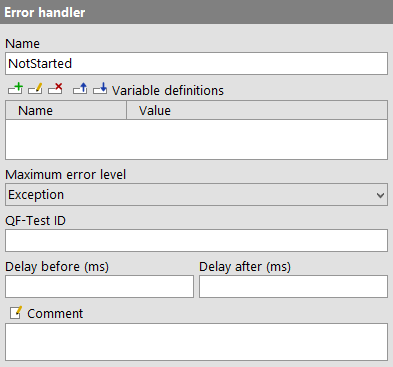 Error handler
Name
NotStarted
Variable definitions
Name Value
Maximum error level
Exception
QF-Test ID
Delay before (ms) Delay after (ms)
Comment